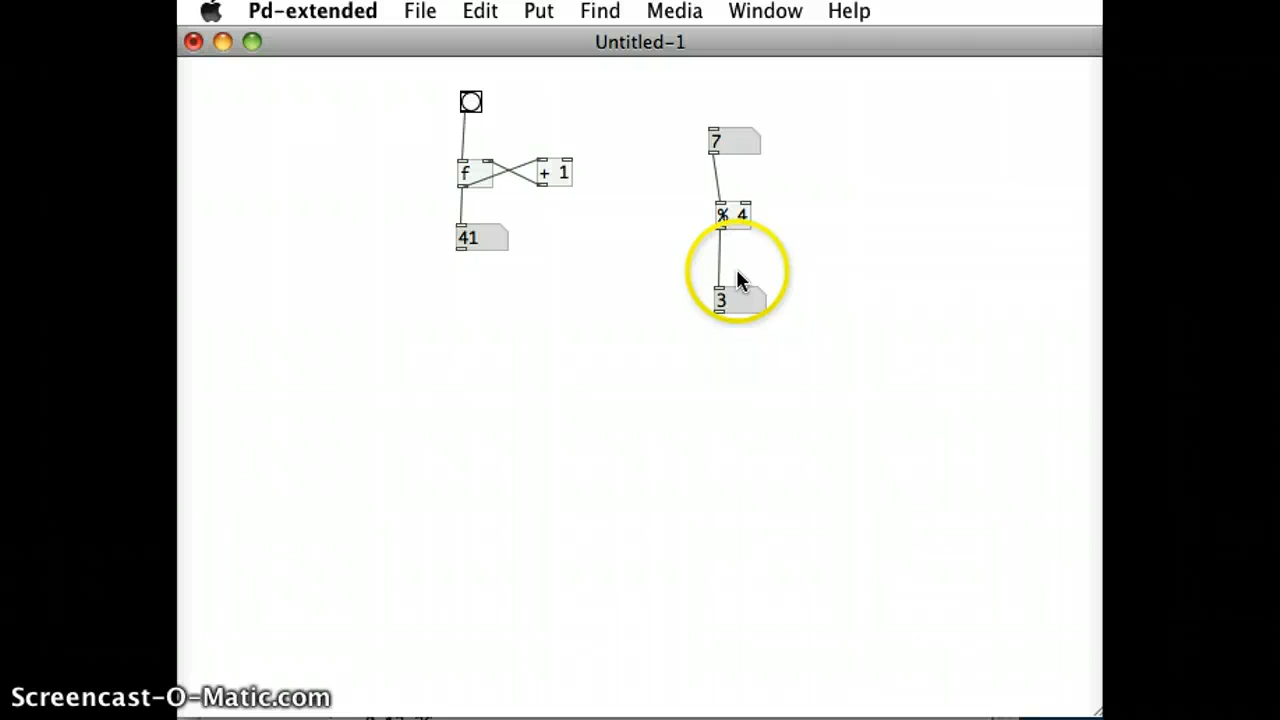 Pd-extended File Edit Put Find Media Window Help
Untitled-1
7
f
+ 1
% 4
41
3
Screencast-O-Matic.com